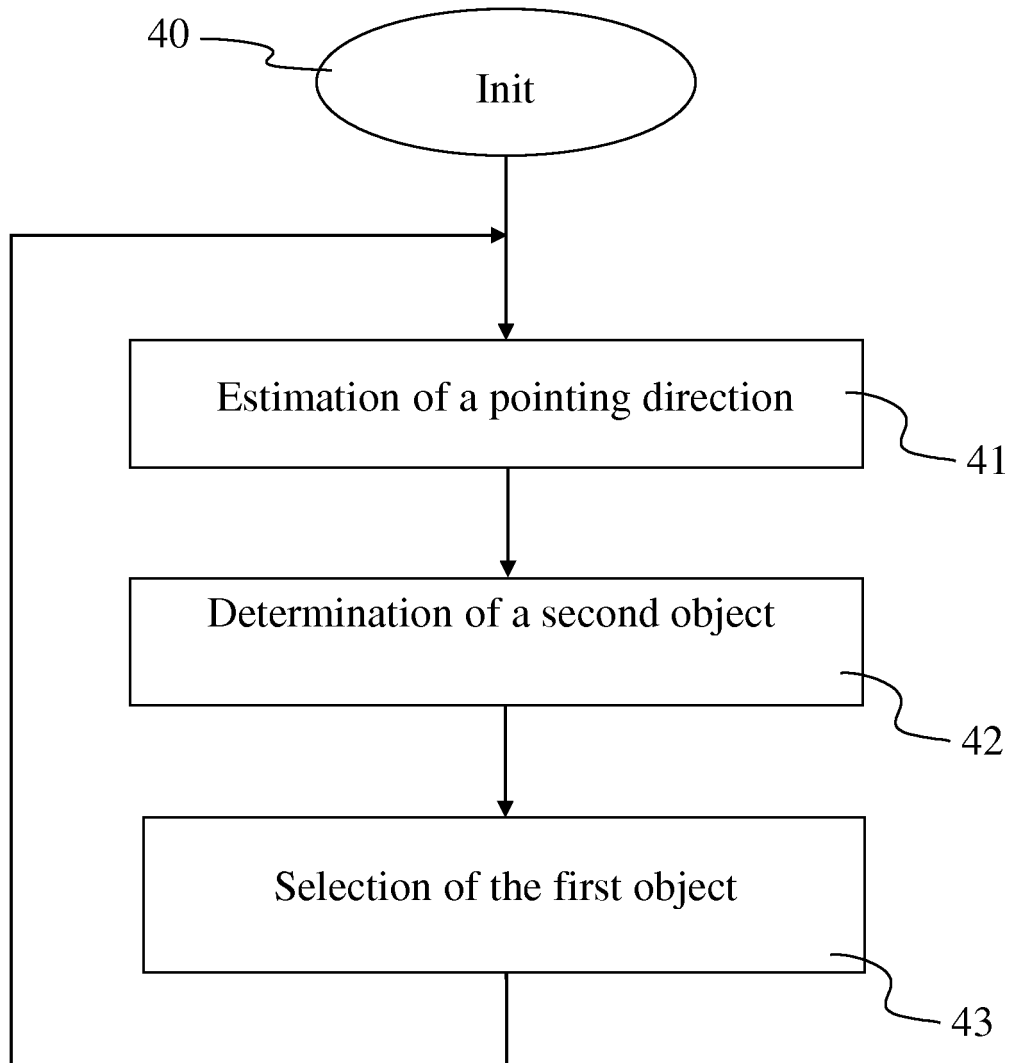 40
Init
Estimation of a pointing direction
41
Determination of a second object
42
Selection of the first object
43